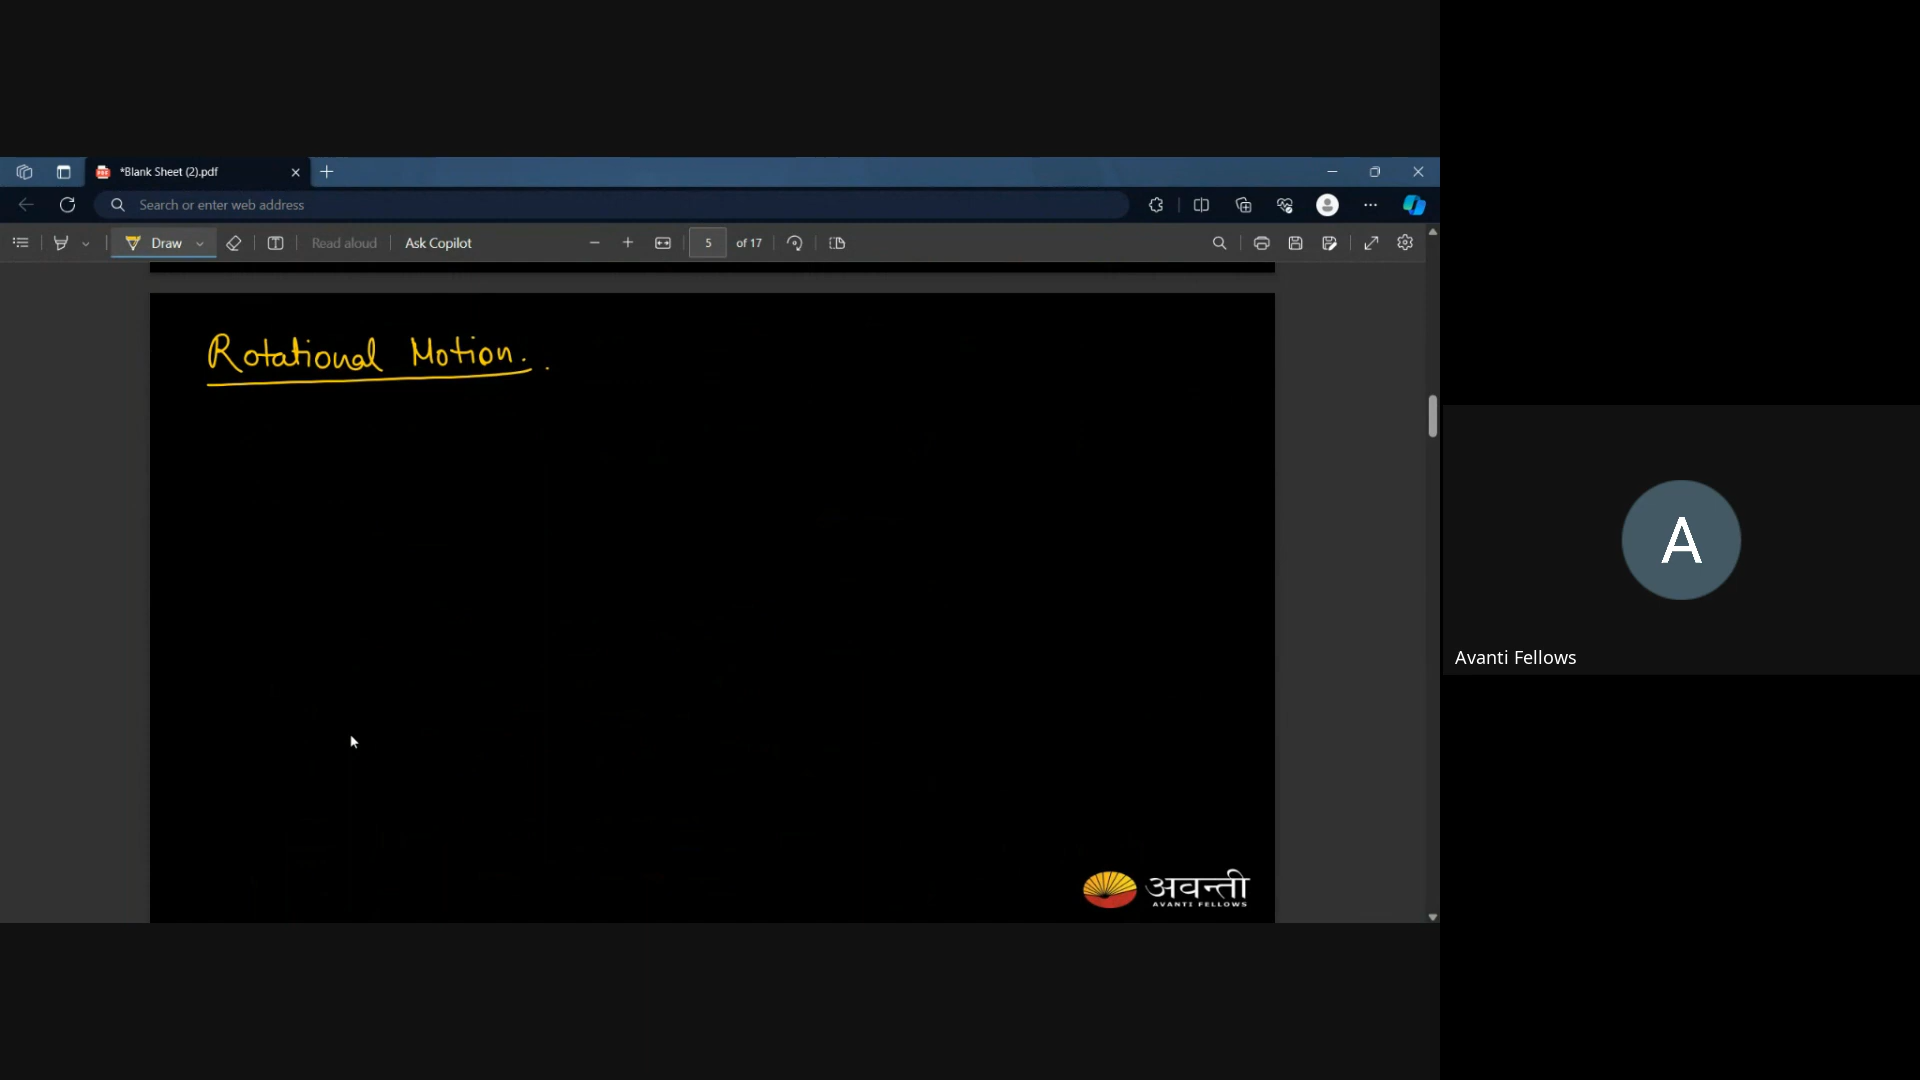 *Blank Sheet (2).pdf
Search or enter web address
Draw
Read aloud
Ask Copilot
5 of 17
Rotational Motion.
A
Avanti Fellows
अवन्ती
AVANTI FELLOWS